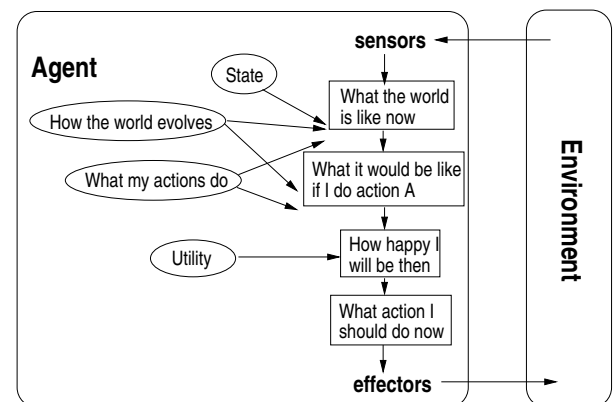 sensors
Agent
State
What the world
is like now
How the world evolves
What it would be like
if I do action A
What my actions do
How happy I
will be then
Utility
What action I
should do now
effectors
Environment